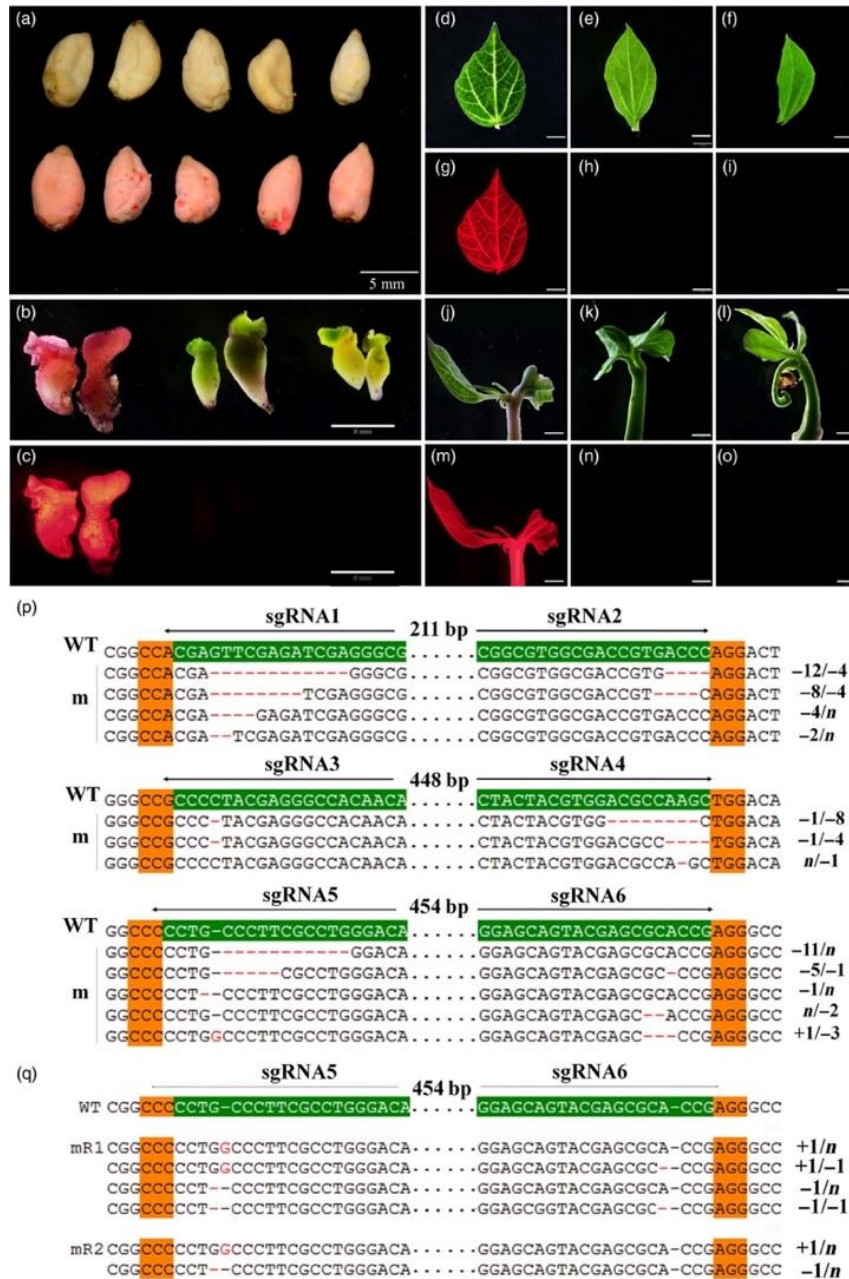 (a)
5 mm
(b)
(c)
(d)
(e)
(f)
(g)
(h)
(i)
(j)
(k)
(l)
(m)
(n)
(o)
(p)
sgRNA1 211 bp sgRNA2
WT CGGCCACGAGTTCGAGATCGAGGGCG......CGGCGTGGCGACCGTGACCCAGGACT
m
CGGCCACGA------------GGGCG......CGGCGTGGCGACCGTG----AGGACT −12/−4
CGGCCACGA--------TCGAGGGCG......CGGCGTGGCGACCGT----CAGGACT −8/−4
CGGCCACGA----GAGATCGAGGGCG......CGGCGTGGCGACCGTGACCCAGGACT −4/n
CGGCCACGA--TCGAGATCGAGGGCG......CGGCGTGGCGACCGTGACCCAGGACT −2/n
sgRNA3 448 bp sgRNA4
WT GGGCCGCCCCTACGAGGGCCACAACA......CTACTACGTGGACGCCAAGCTGGACA
m
GGGCCGCCC-TACGAGGGCCACAACA......CTACTACGTGG--------CTGGACA −1/−8
GGGCCGCCC-TACGAGGGCCACAACA......CTACTACGTGGACGCC----TGGACA −1/−4
GGGCCGCCCCTACGAGGGCCACAACA......CTACTACGTGGACGCCA-GCTGGACA n/−1
sgRNA5 454 bp sgRNA6
WT GGCCCCCTG-CCCTTCGCCTGGGACA......GGAGCAGTACGAGCGCACCGAGGGCC
m
GGCCCCCTG------------GGACA......GGAGCAGTACGAGCGCACCGAGGGCC −11/n
GGCCCCCTG------CGCCTGGGACA......GGAGCAGTACGAGCGC-CCGAGGGCC −5/−1
GGCCCCCT--CCCTTCGCCTGGGACA......GGAGCAGTACGAGCGCACCGAGGGCC −1/n
GGCCCCCTG-CCCTTCGCCTGGGACA......GGAGCAGTACGAGC--ACCGAGGGCC n/−2
GGCCCCCTGGCCCTTCGCCTGGGACA......GGAGCAGTACGAGC---CCGAGGGCC +1/−3
(q)
sgRNA5 454 bp sgRNA6
WT CGGCCCCCTG-CCCTTCGCCTGGGACA.......GGAGCAGTACGAGCGCA-CCGAGGGCC
mR1 CGGCCCCCTGGCCCTTCGCCTGGGACA.......GGAGCAGTACGAGCGCA-CCGAGGGCC +1/n
CGGCCCCCTGGCCCTTCGCCTGGGACA.......GGAGCAGTACGAGCGC--CCGAGGGCC +1/−1
CGGCCCCCT--CCCTTCGCCTGGGACA.......GGAGCAGTACGAGCGCA-CCGAGGGCC −1/n
CGGCCCCCT--CCCTTCGCCTGGGACA.......GGAGCGGTACGAGCGC--CCGAGGGCC −1/−1
mR2 CGGCCCCCTGGCCCTTCGCCTGGGACA.......GGAGCAGTACGAGCGCA-CCGAGGGCC +1/n
CGGCCCCCT--CCCTTCGCCTGGGACA.......GGAGCAGTACGAGCGCA-CCGAGGGCC −1/n